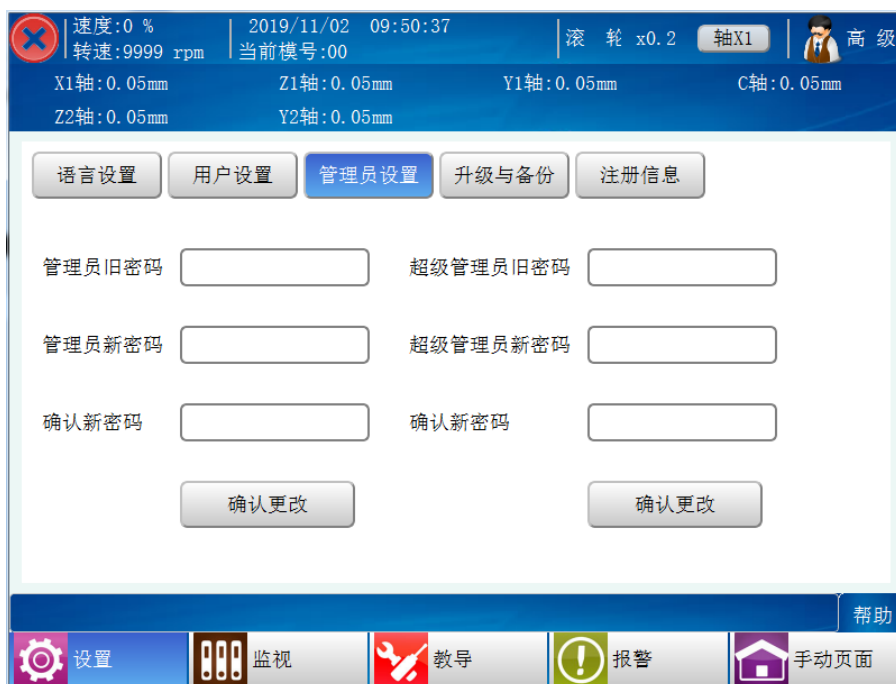 速度:0 % 2019/11/02 09:50:37 滚 轮 x0.2 轴X1 高 级
转速:9999 rpm 当前模号:00
X1轴:0.05mm Z1轴:0.05mm Y1轴:0.05mm C轴:0.05mm
Z2轴:0.05mm Y2轴:0.05mm
语言设置 用户设置 管理员设置 升级与备份 注册信息
管理员旧密码 超级管理员旧密码
管理员新密码 超级管理员新密码
确认新密码 确认新密码
确认更改 确认更改
帮助
设置 监视 教导 报警 手动页面